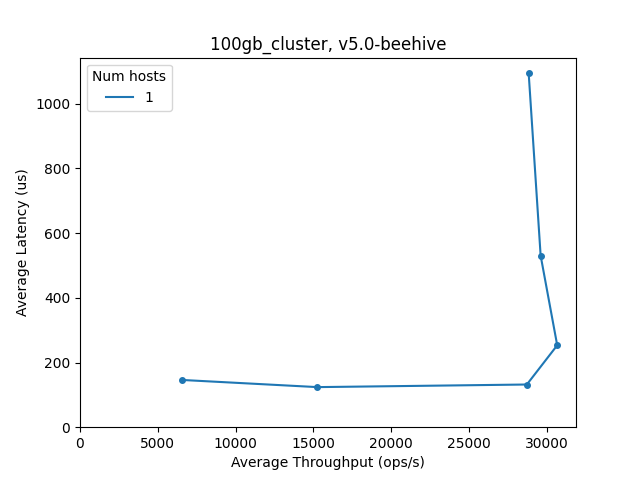 100gb_cluster, v5.0-beehive
Num hosts
1
Average Latency (us)
1000
800
600
400
200
0
0 5000 10000 15000 20000 25000 30000
Average Throughput (ops/s)